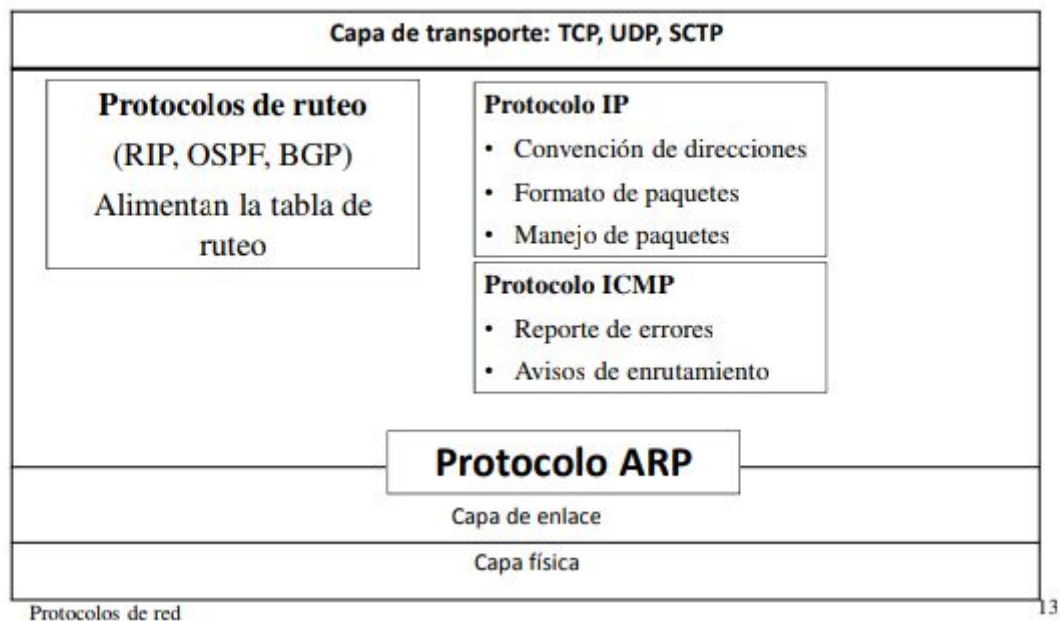 Capa de transporte: TCP, UDP, SCTP
Protocolos de ruteo
(RIP, OSPF, BGP)
Alimentan la tabla de
ruteo
Protocolo IP
• Convención de direcciones
• Formato de paquetes
• Manejo de paquetes
Protocolo ICMP
• Reporte de errores
• Avisos de enrutamiento
Protocolo ARP
Capa de enlace
Capa física
Protocolos de red
13